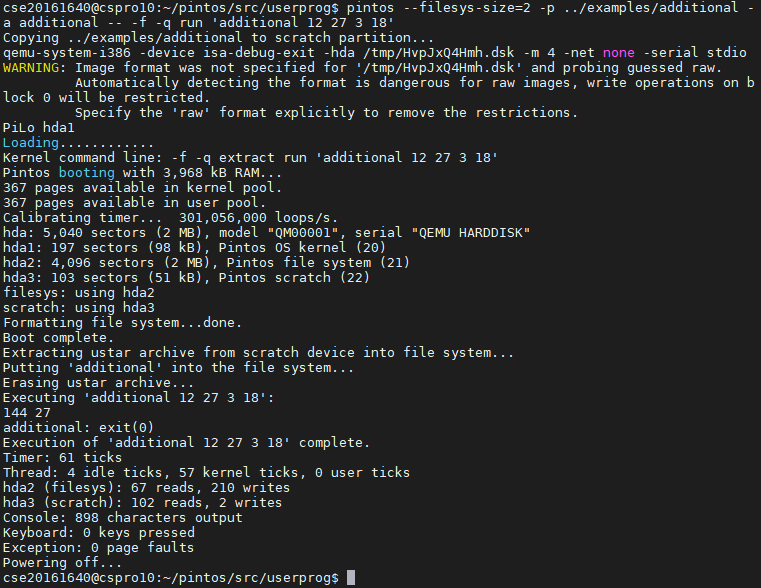 cse20161640@cspro10:~/pintos/src/userprog$ pintos --filesys-size=2 -p ../examples/additional -
a additional -- -f -q run 'additional 12 27 3 18'
Copying ../examples/additional to scratch partition...
qemu-system-i386 -device isa-debug-exit -hda /tmp/HvpJxQ4Hmh.dsk -m 4 -net none -serial stdio
WARNING: Image format was not specified for '/tmp/HvpJxQ4Hmh.dsk' and probing guessed raw.
         Automatically detecting the format is dangerous for raw images, write operations on b
lock 0 will be restricted.
         Specify the 'raw' format explicitly to remove the restrictions.
PiLo hda1
Loading............
Kernel command line: -f -q extract run 'additional 12 27 3 18'
Pintos booting with 3,968 kB RAM...
367 pages available in kernel pool.
367 pages available in user pool.
Calibrating timer...  301,056,000 loops/s.
hda: 5,040 sectors (2 MB), model "QM00001", serial "QEMU HARDDISK"
hda1: 197 sectors (98 kB), Pintos OS kernel (20)
hda2: 4,096 sectors (2 MB), Pintos file system (21)
hda3: 103 sectors (51 kB), Pintos scratch (22)
filesys: using hda2
scratch: using hda3
Formatting file system...done.
Boot complete.
Extracting ustar archive from scratch device into file system...
Putting 'additional' into the file system...
Erasing ustar archive...
Executing 'additional 12 27 3 18':
144 27
additional: exit(0)
Execution of 'additional 12 27 3 18' complete.
Timer: 61 ticks
Thread: 4 idle ticks, 57 kernel ticks, 0 user ticks
hda2 (filesys): 67 reads, 210 writes
hda3 (scratch): 102 reads, 2 writes
Console: 898 characters output
Keyboard: 0 keys pressed
Exception: 0 page faults
Powering off...
cse20161640@cspro10:~/pintos/src/userprog$